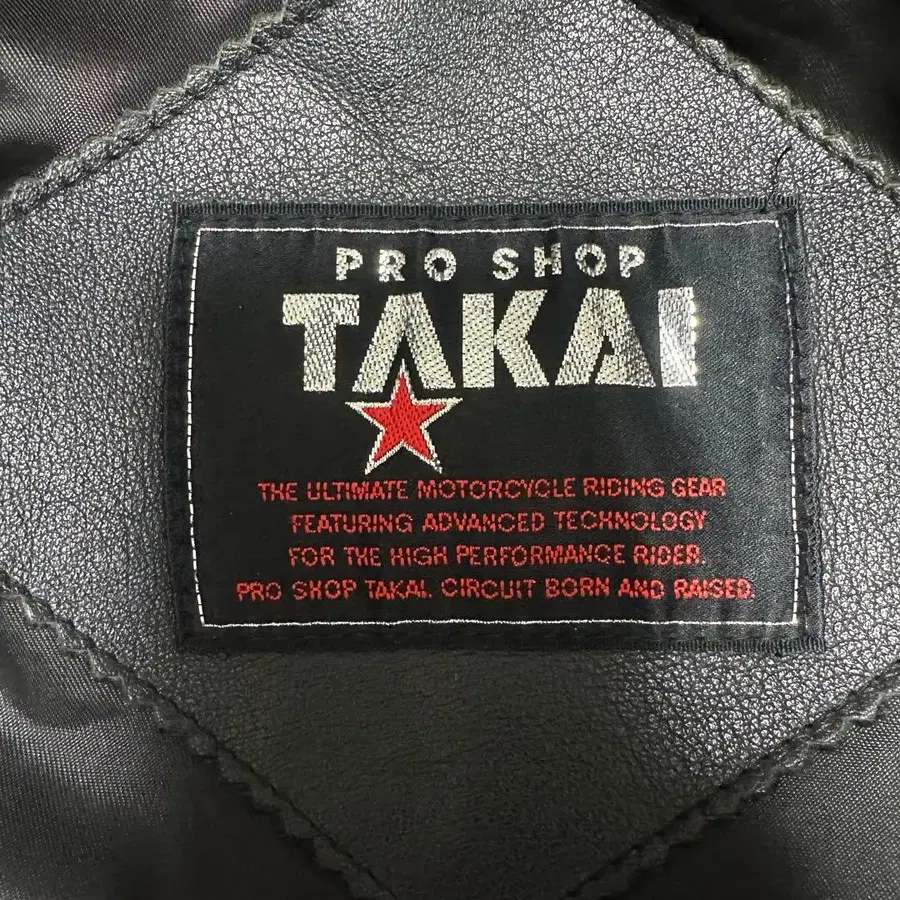 PRO SHOP
TAKAI
THE ULTIMATE MOTORCYCLE RIDING GEAR
FEATURING ADVANCED TECHNOLOGY
FOR THE HIGH PERFORMANCE RIDER.
PRO SHOP TAKAI. CIRCUIT BORN AND RAISED.